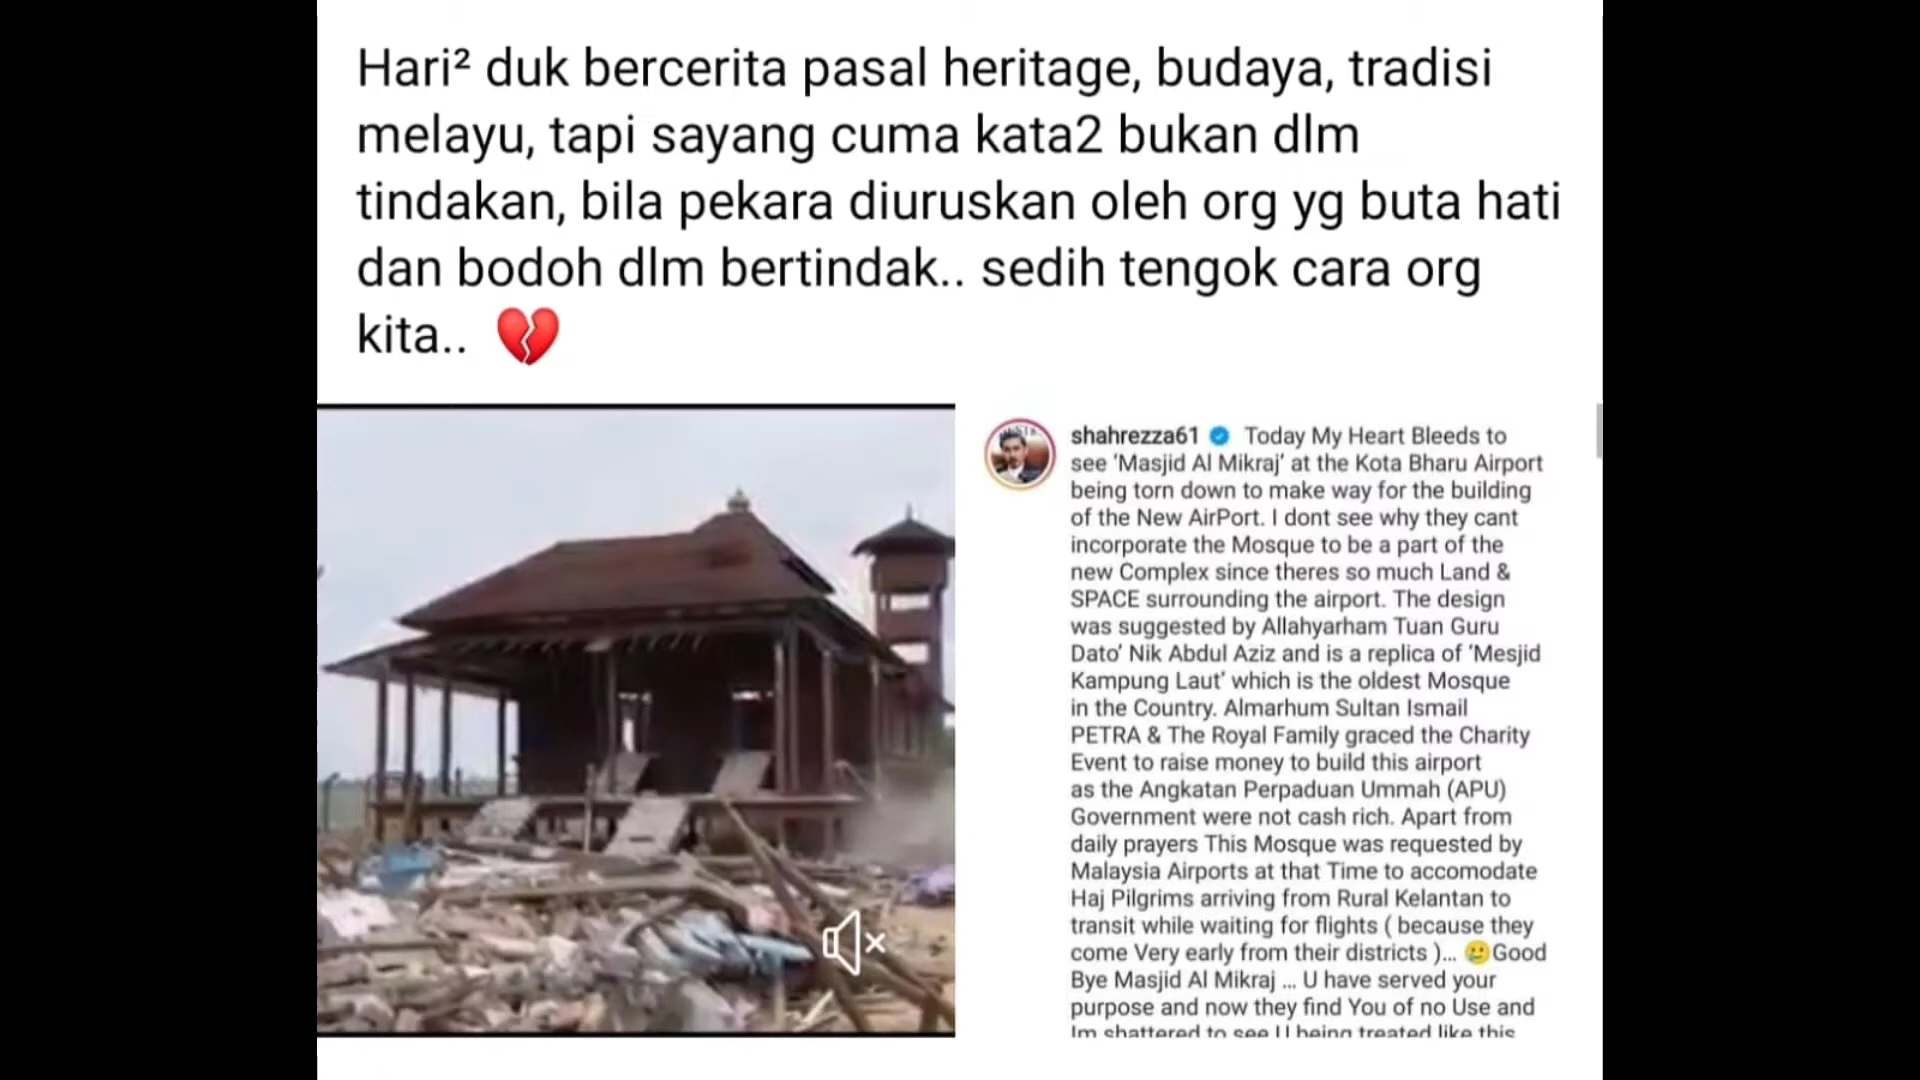 Hari² duk bercerita pasal heritage, budaya, tradisi
melayu, tapi sayang cuma kata2 bukan dlm
tindakan, bila pekara diuruskan oleh org yg buta hati
dan bodoh dlm bertindak.. sedih tengok cara org
kita.. 💔
shahrezza61 Today My Heart Bleeds to
see 'Masjid Al Mikraj' at the Kota Bharu Airport
being torn down to make way for the building
of the New AirPort. I dont see why they cant
incorporate the Mosque to be a part of the
new Complex since theres so much Land &
SPACE surrounding the airport. The design
was suggested by Allahyarham Tuan Guru
Dato' Nik Abdul Aziz and is a replica of 'Mesjid
Kampung Laut' which is the oldest Mosque
in the Country. Almarhum Sultan Ismail
PETRA & The Royal Family graced the Charity
Event to raise money to build this airport
as the Angkatan Perpaduan Ummah (APU)
Government were not cash rich. Apart from
daily prayers This Mosque was requested by
Malaysia Airports at that Time to accomodate
Haj Pilgrims arriving from Rural Kelantan to
transit while waiting for flights ( because they
come Very early from their districts )... 🥲Good
Bye Masjid Al Mikraj ... U have served your
purpose and now they find You of no Use and
Im shattered to see U being treated like this